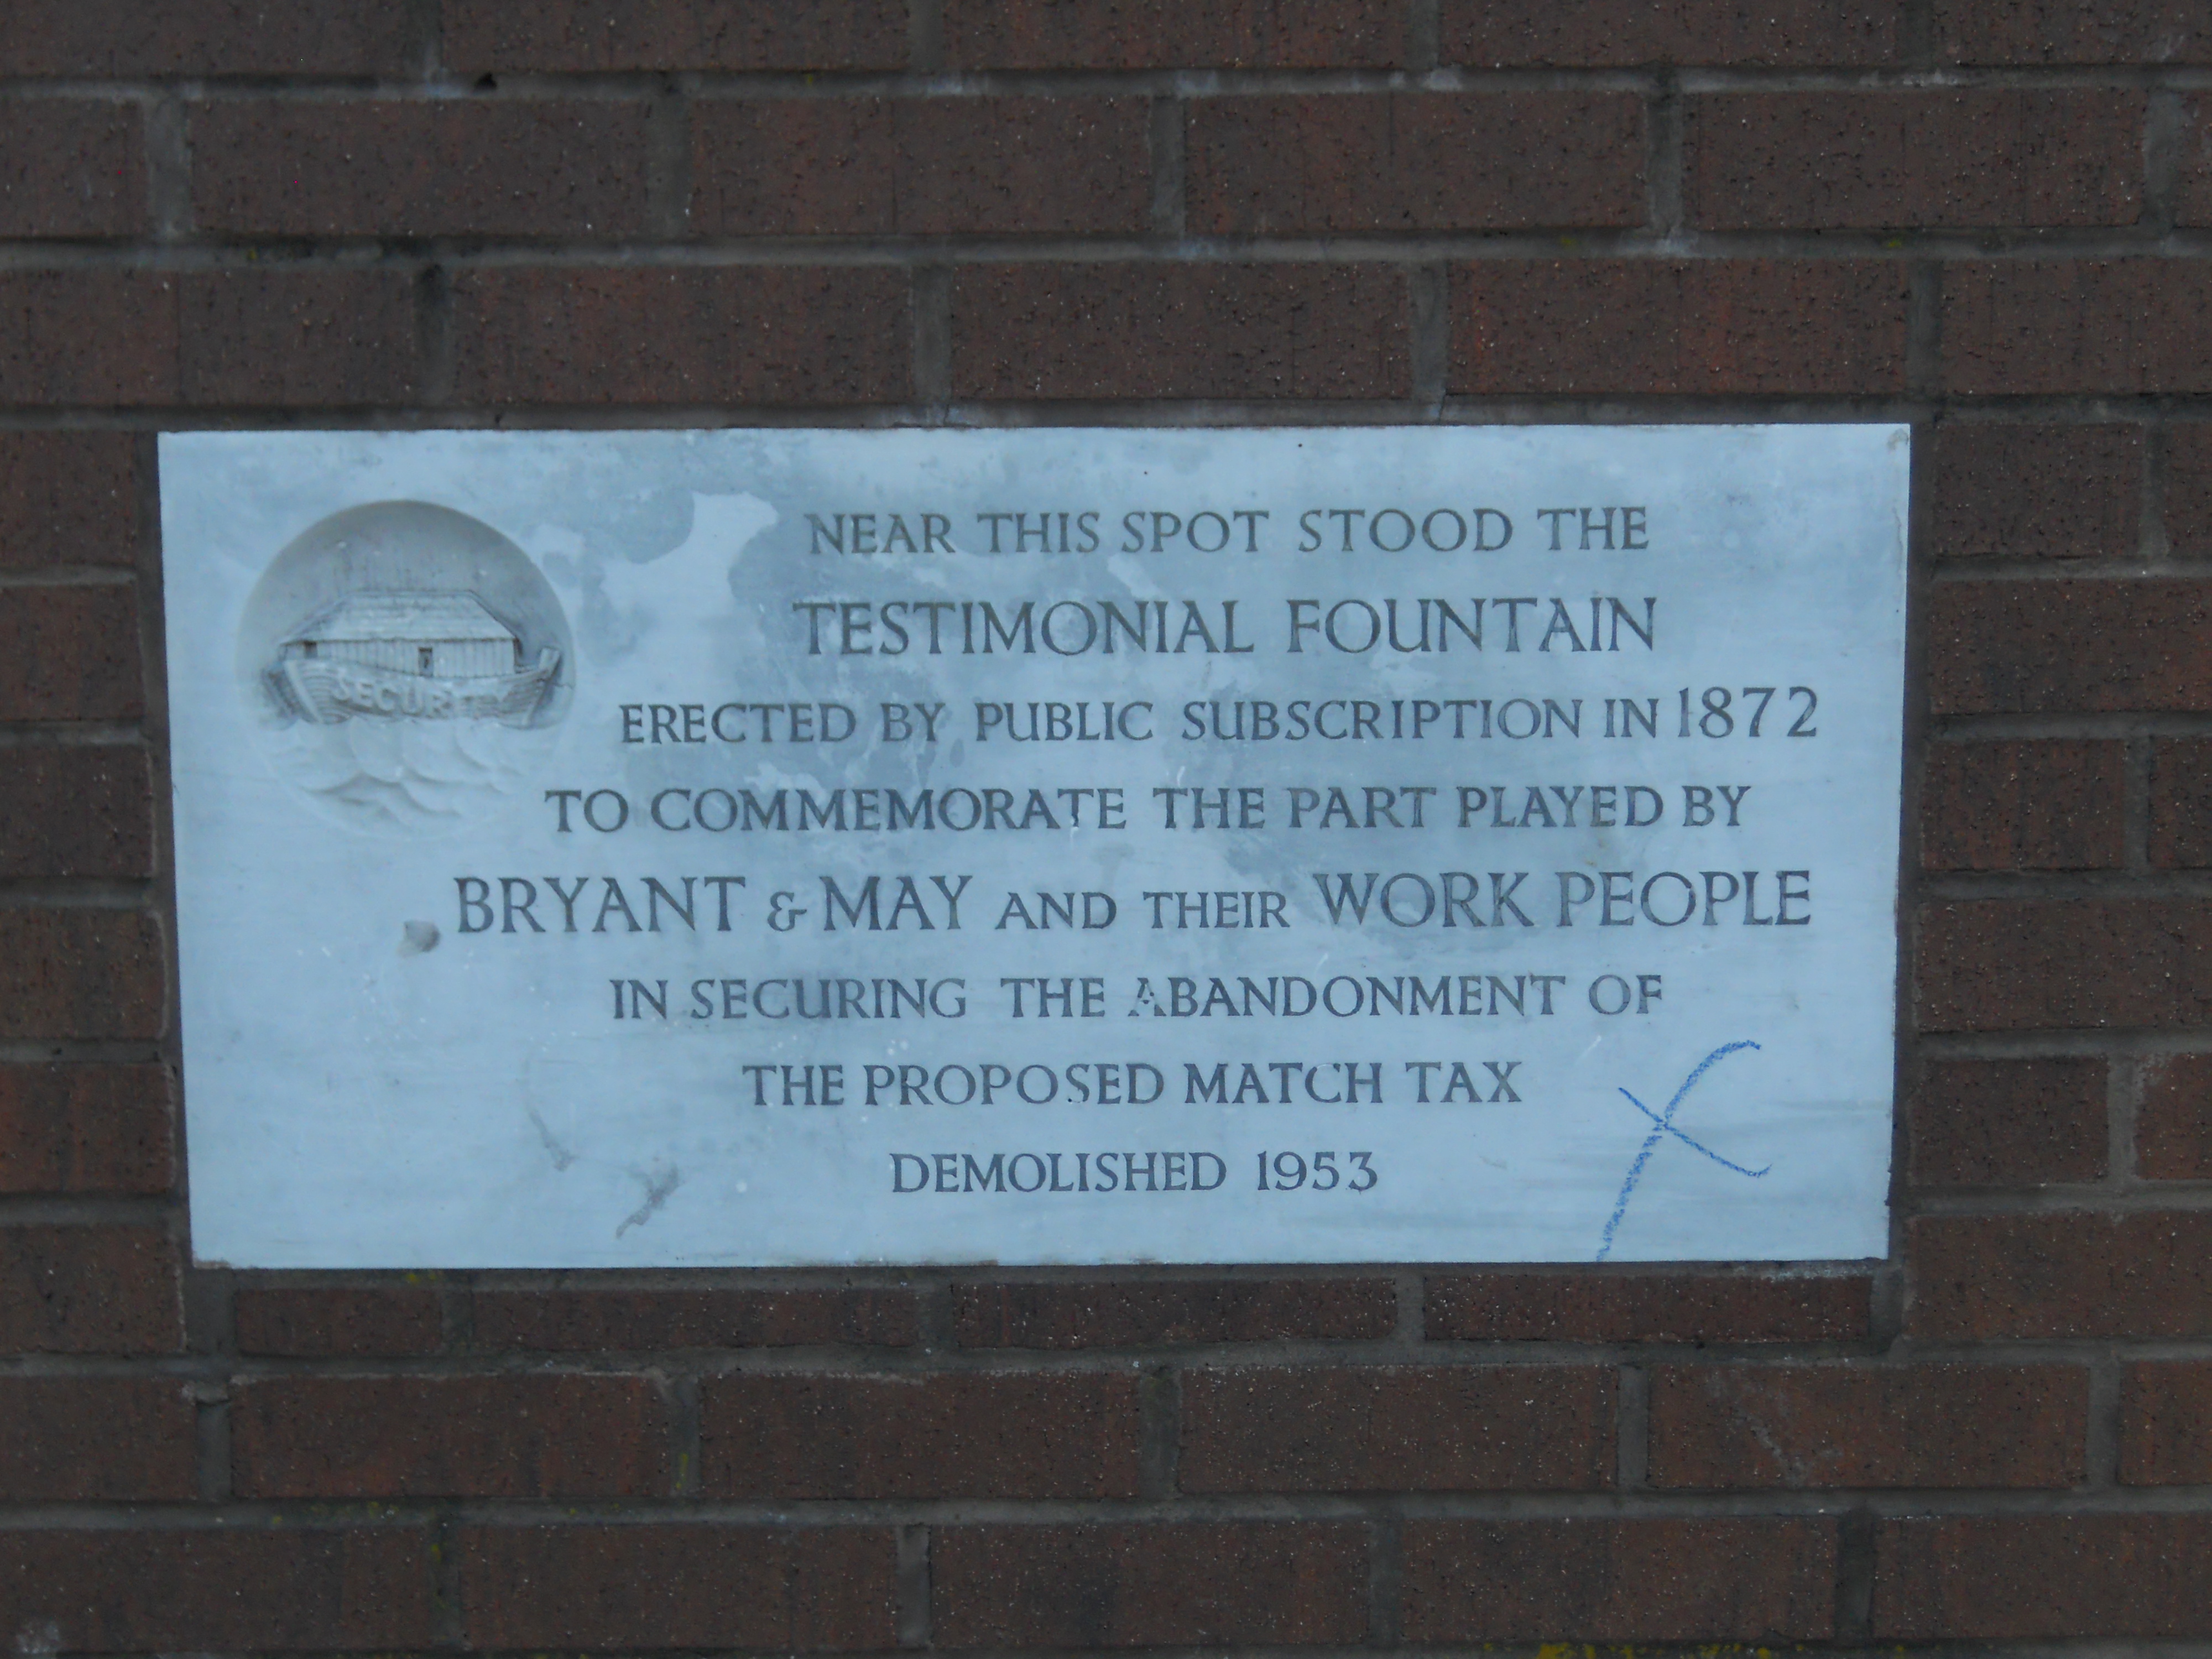 SECURITY
NEAR THIS SPOT STOOD THE
TESTIMONIAL FOUNTAIN
ERECTED BY PUBLIC SUBSCRIPTION IN 1872
TO COMMEMORATE THE PART PLAYED BY
BRYANT & MAY AND THEIR WORK PEOPLE
IN SECURING THE ABANDONMENT OF
THE PROPOSED MATCH TAX
DEMOLISHED 1953